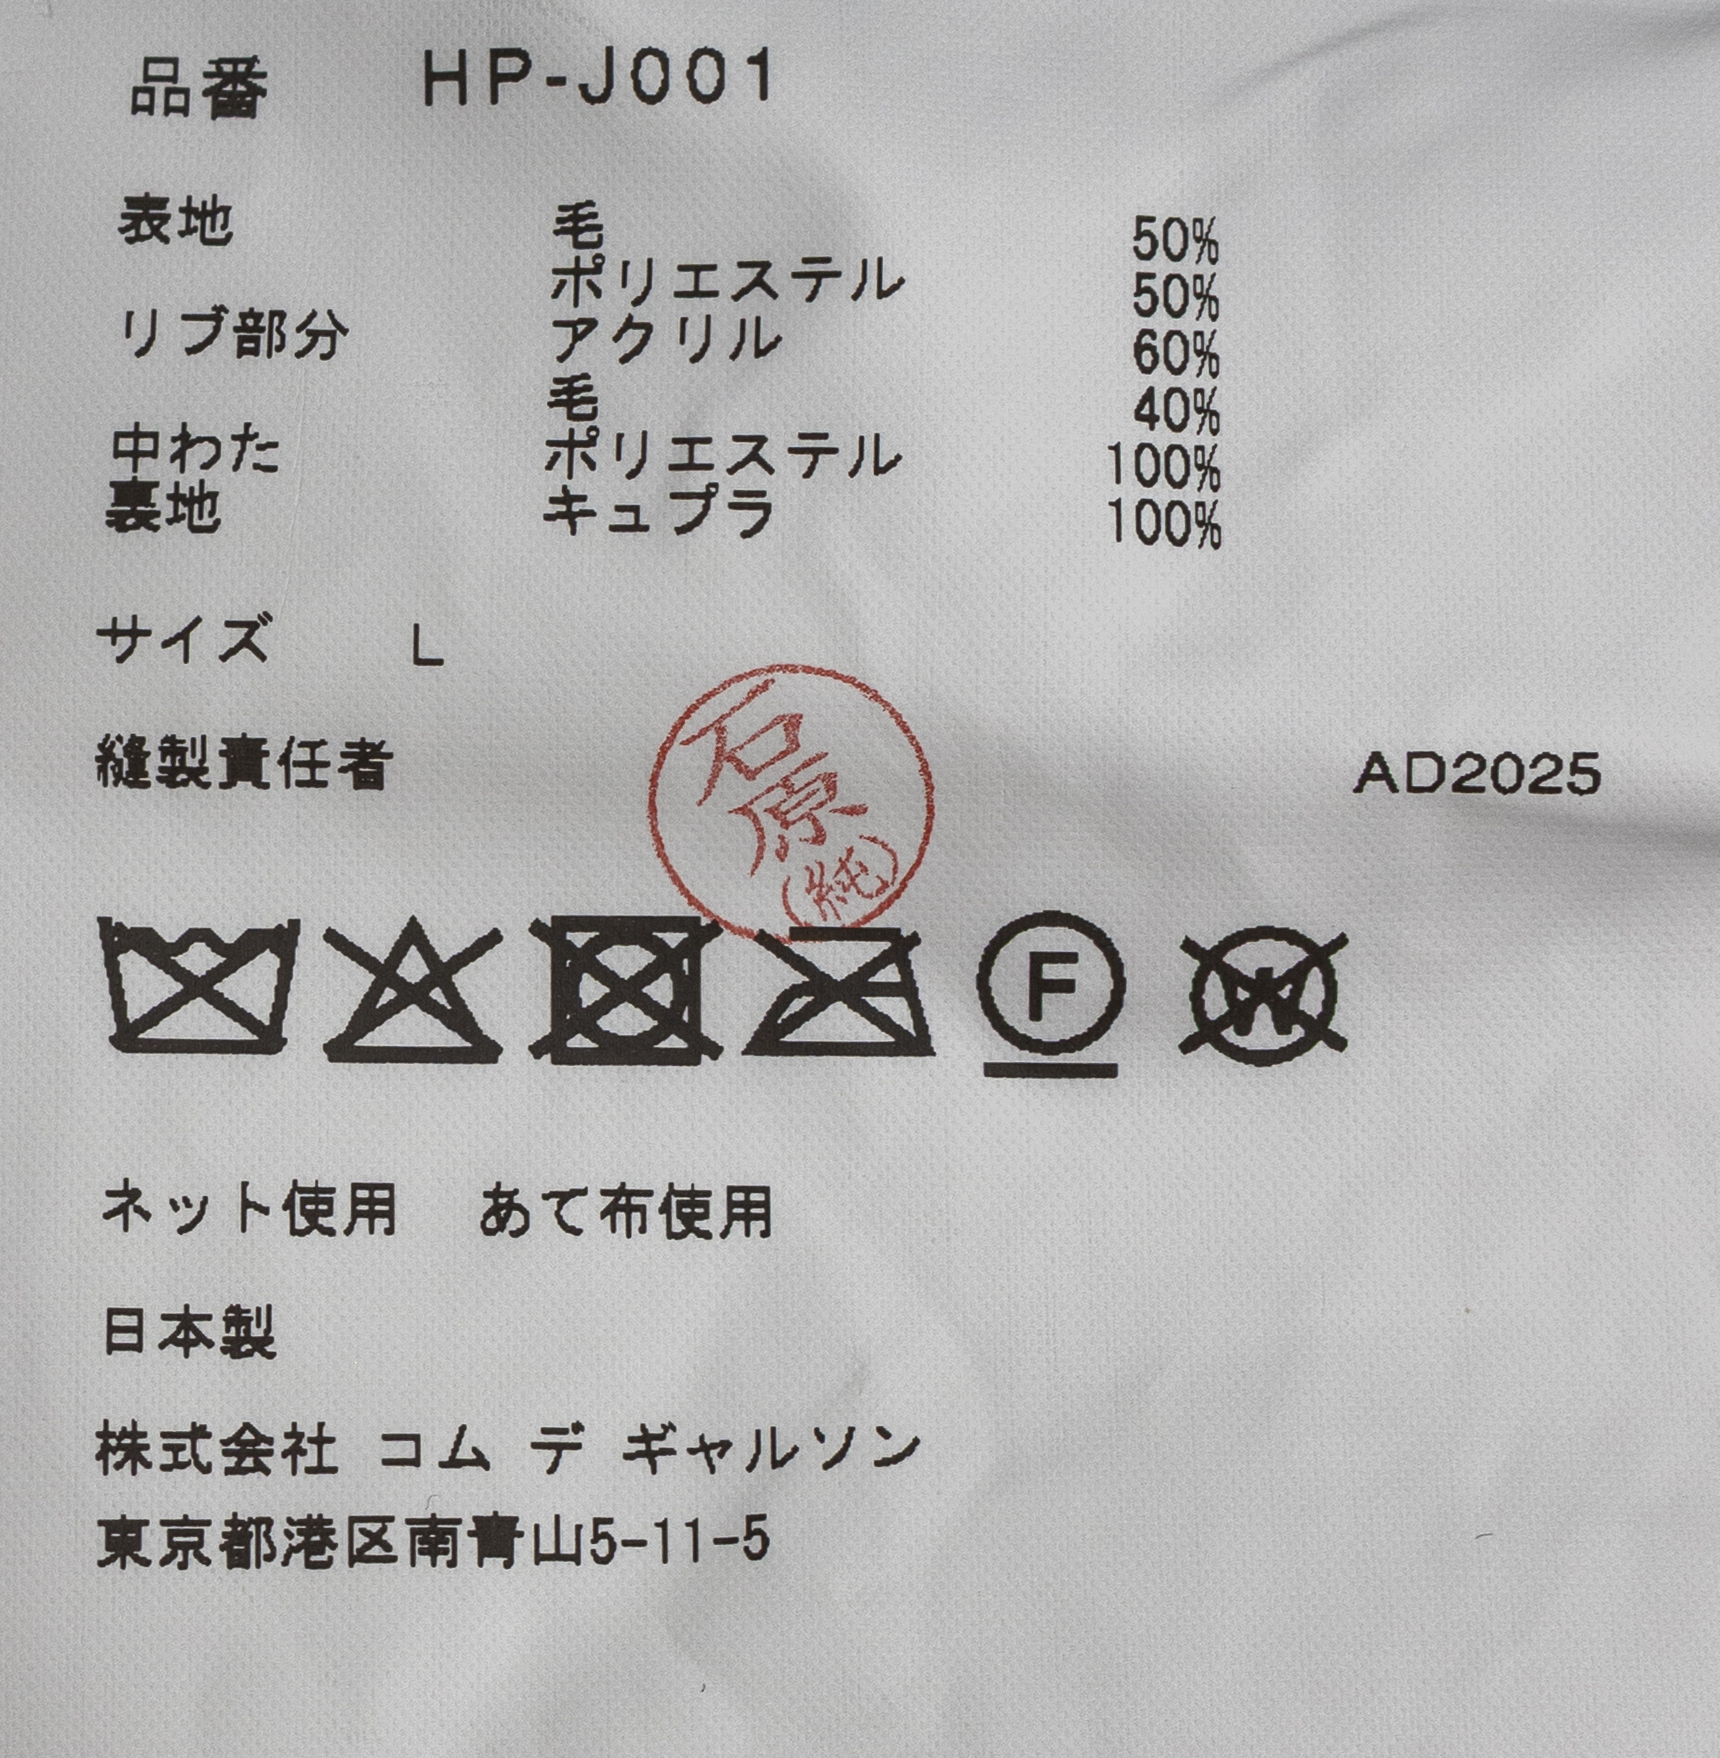 品番 HP-J001
表地 毛 50%
ポリエステル 50%
リブ部分 アクリル 60%
毛 40%
中わた ポリエステル 100%
裏地 キュプラ 100%
サイズ L
石原(純)
縫製責任者 AD2025
F W
ネット使用 あて布使用
日本製
株式会社 コム デ ギャルソン
東京都港区南青山5-11-5